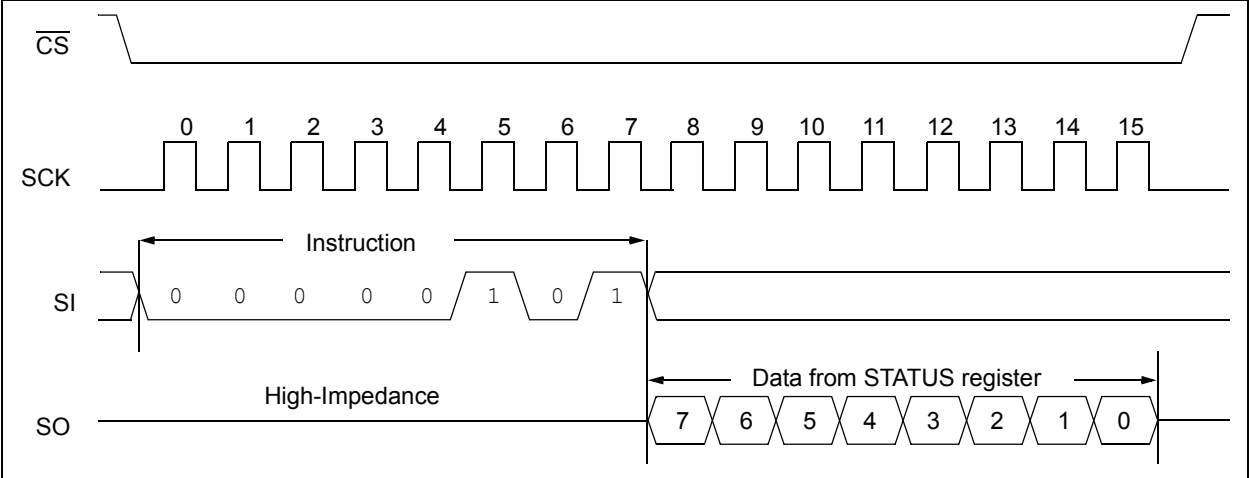 CS
0 1 2 3 4 5 6 7 8 9 10 11 12 13 14 15
SCK
Instruction
SI 0 0 0 0 0 1 0 1
Data from STATUS register
High-Impedance
SO 7 6 5 4 3 2 1 0